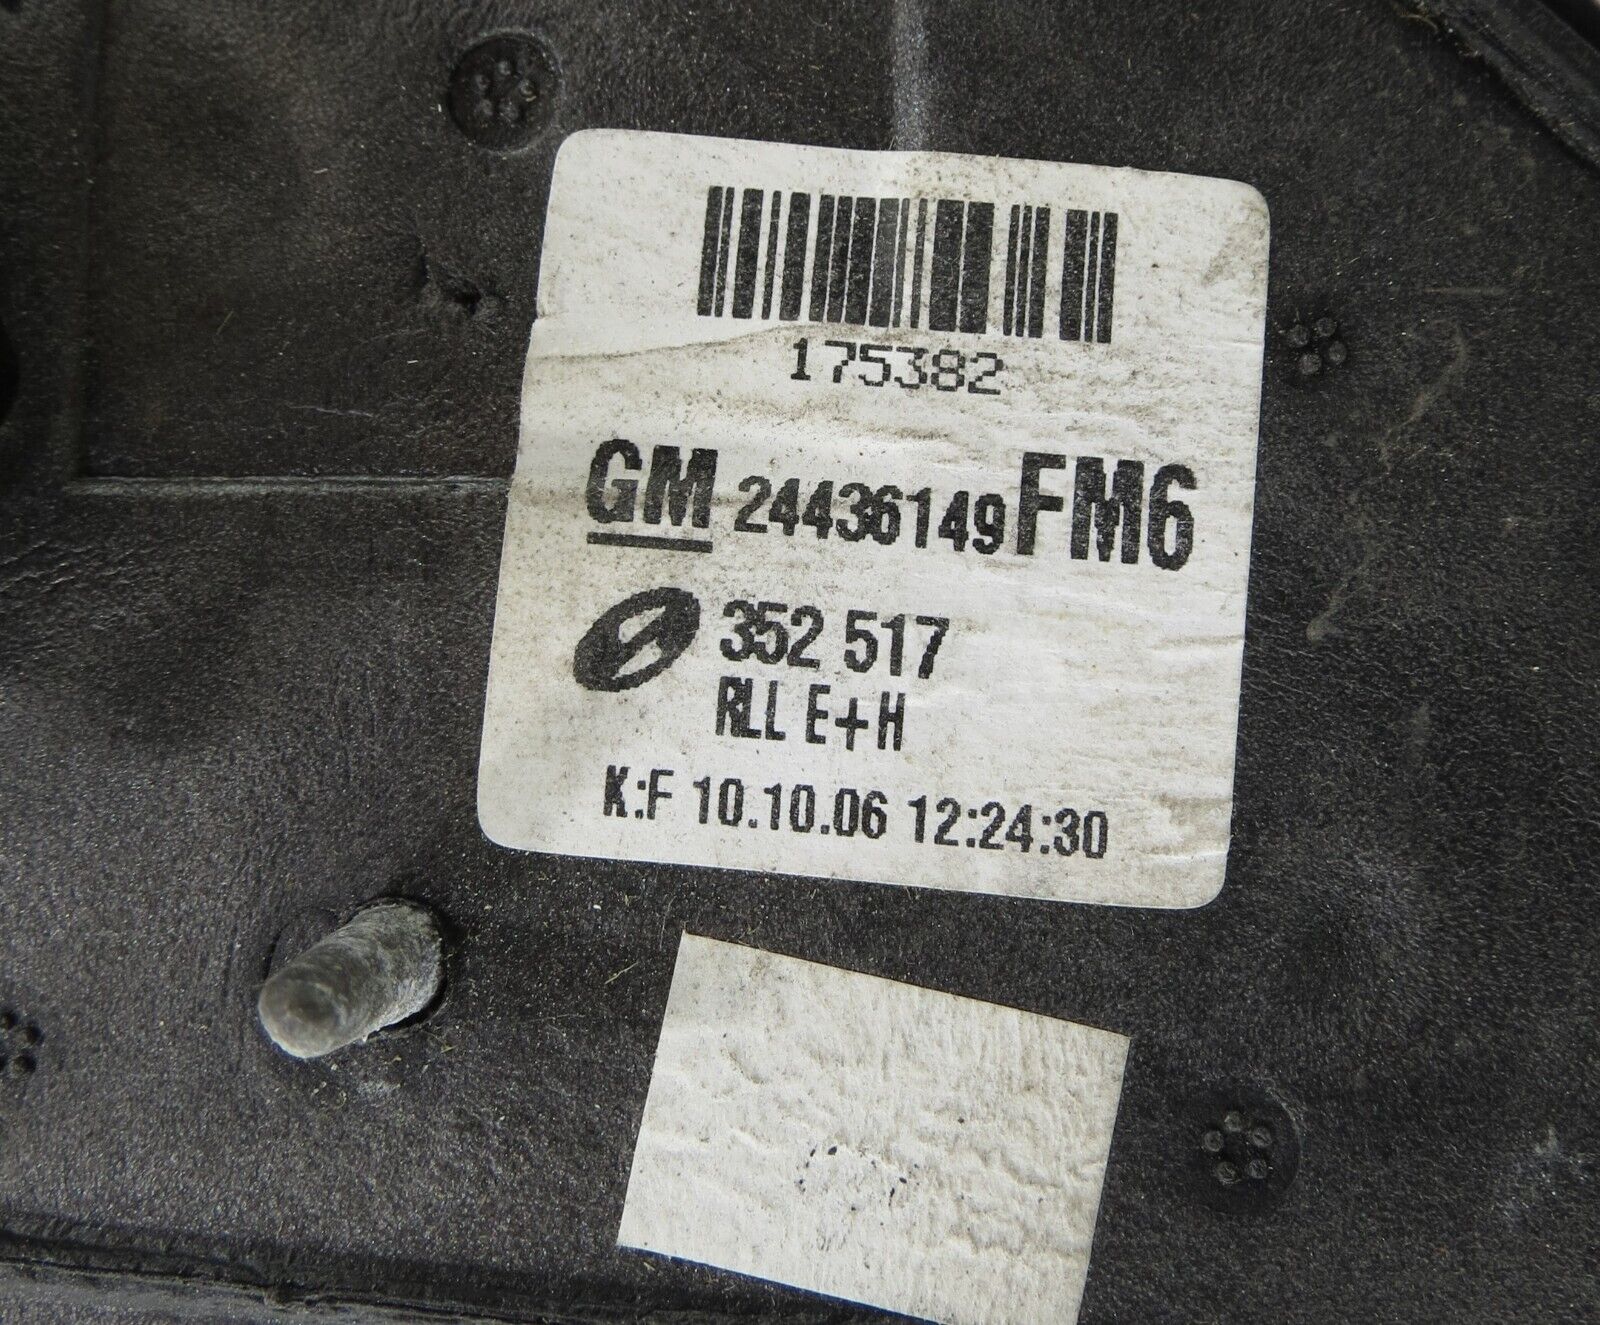 175382
GM 24436149 FM6
352 517
RLL E+H
K.:F 10.10.06 12:24:30